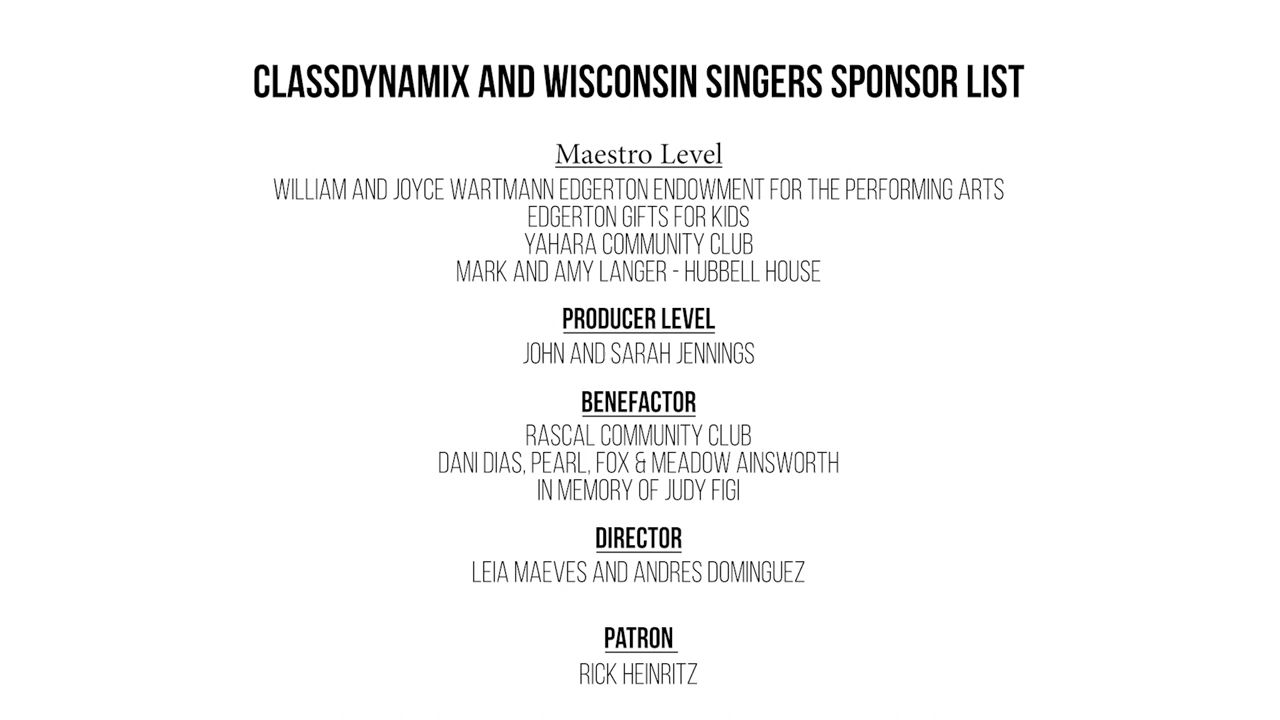 CLASSDYNAMIX AND WISCONSIN SINGERS SPONSOR LIST
Maestro Level
WILLIAM AND JOYCE WARTMANN EDGERTON ENDOWMENT FOR THE PERFORMING ARTS
EDGERTON GIFTS FOR KIDS
YAHARA COMMUNITY CLUB
MARK AND AMY LANGER - HUBBELL HOUSE
PRODUCER LEVEL
JOHN AND SARAH JENNINGS
BENEFACTOR
RASCAL COMMUNITY CLUB
DANI DIAS, PEARL, FOX & MEADOW AINSWORTH
IN MEMORY OF JUDY FIGI
DIRECTOR
LEIA MAEVES AND ANDRES DOMINGUEZ
PATRON
RICK HEINRITZ